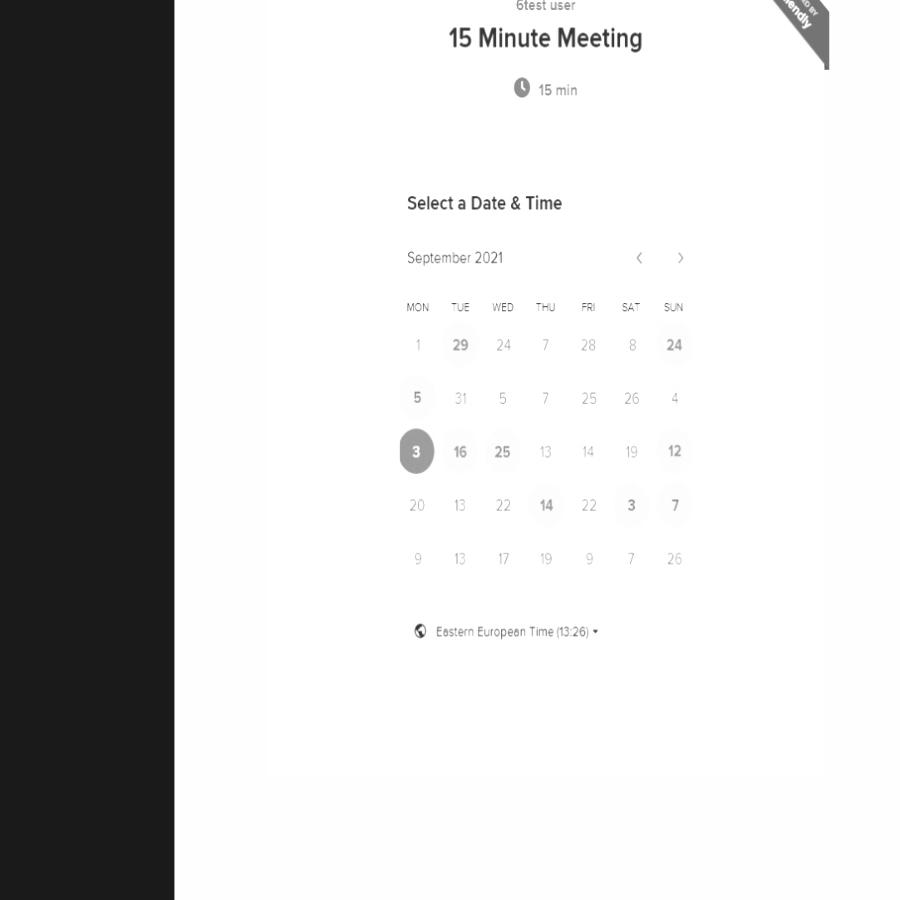 6test user
15 Minute Meeting
15 min
Select a Date & Time
September 2021
MON TUE WED THU FRI SAT SUN
1 29 24 7 28 8 24
5 31 5 7 25 26 4
3 16 25 13 14 19 12
20 13 22 14 22 3 7
9 13 17 19 9 7 26
Eastern European Time (13:26)